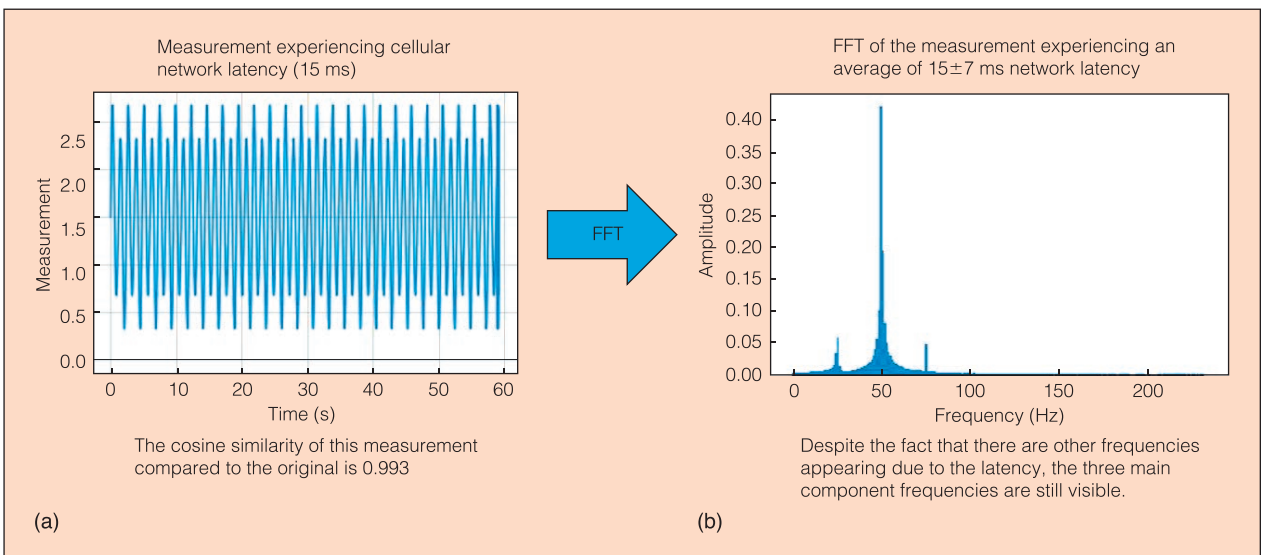 Measurement experiencing cellular
network latency (15 ms)
Measurement
2.5
2.0
1.5
1.0
0.5
0.0
0 10 20 30 40 50 60
Time (s)
The cosine similarity of this measurement
compared to the original is 0.993
(a)
FFT
FFT of the measurement experiencing an
average of 15±7 ms network latency
Amplitude
0.40
0.35
0.30
0.25
0.20
0.15
0.10
0.05
0.00
0 50 100 150 200
Frequency (Hz)
Despite the fact that there are other frequencies
appearing due to the latency, the three main
component frequencies are still visible.
(b)